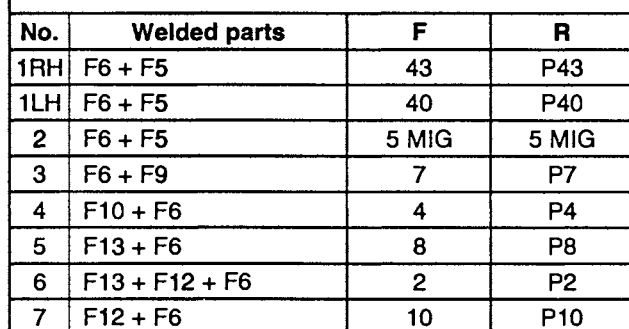 No. Welded parts F R
1RH F6 + F5 43 P43
1LH F6 + F5 40 P40
2 F6 + F5 5 MIG 5 MIG
3 F6 + F9 7 P7
4 F10 + F6 4 P4
5 F13 + F6 8 P8
6 F13 + F12 + F6 2 P2
7 F12 + F6 10 P10